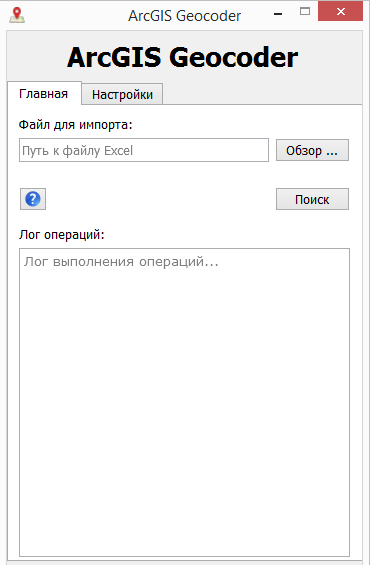 ArcGIS Geocoder
ArcGIS Geocoder
Главная Настройки
Файл для импорта:
Путь к файлу Excel Обзор ...
? Поиск
Лог операций:
Лог выполнения операций...